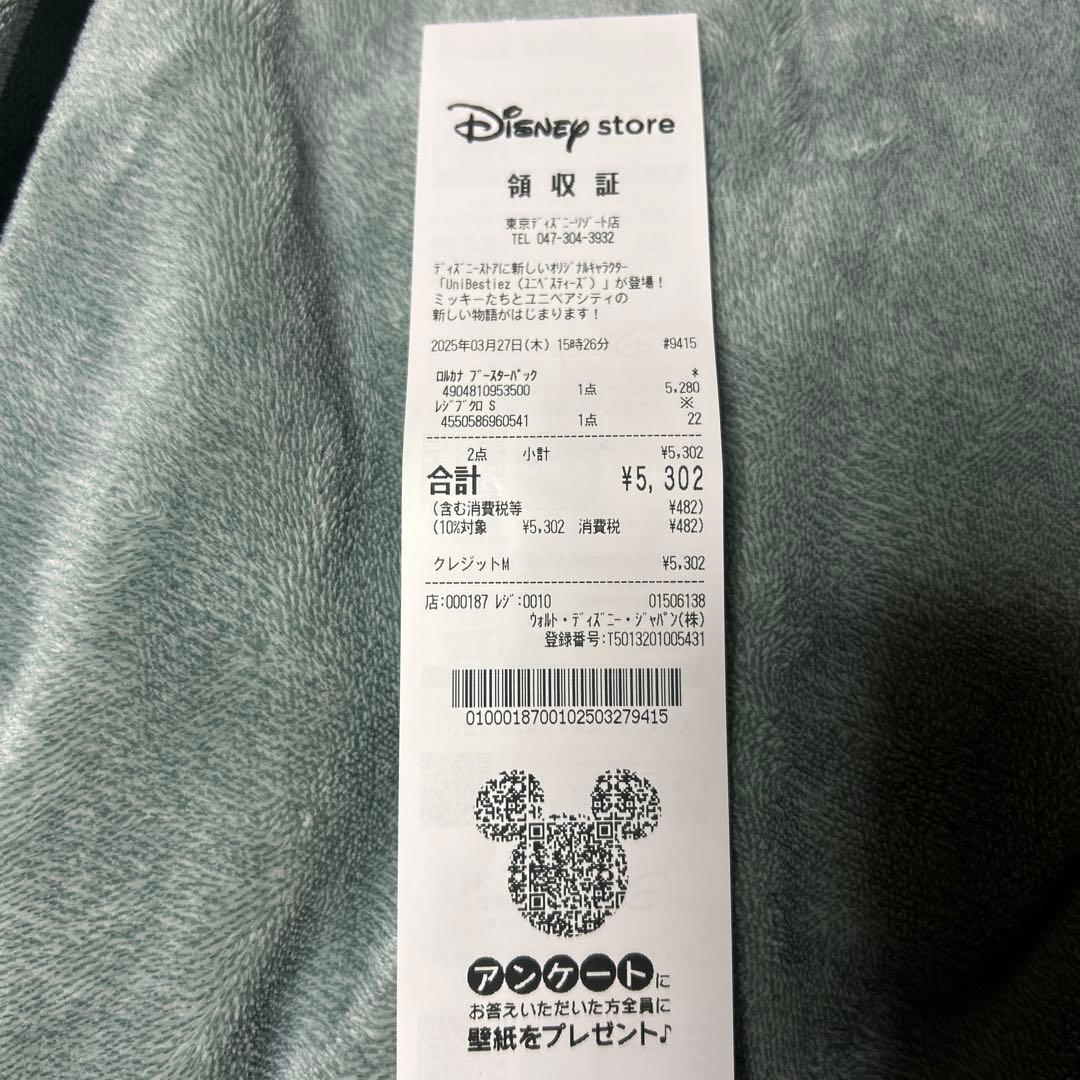 Disney store
領収証
東京ﾃﾞｨｽﾞﾆｰﾘｿﾞｰﾄ店
TEL 047-304-3932
ﾃﾞｨｽﾞﾆｰｽﾄｱに新しいｵﾘｼﾞﾅﾙｷｬﾗｸﾀｰ
「UniBestiez（ﾕﾆﾍﾞｽﾃｨｰｽﾞ）」が登場！
ミッキーたちとユニベアシティの
新しい物語がはじまります！
2025年03月27日(木) 15時26分 #9415
ﾛﾙｶﾅ ﾌﾞｰｽﾀｰﾊﾟｯｸ *
4904810953500 1点 5,280
ﾚｼﾞﾌﾞｸﾛ S ※
4550586960541 1点 22
2点 小計 ¥5,302
合計 ¥5,302
(含む消費税等 ¥482)
(10%対象 ¥5,302 消費税 ¥482)
クレジットM ¥5,302
店:000187 ﾚｼﾞ:0010 01506138
ｳｫﾙﾄ・ﾃﾞｨｽﾞﾆｰ・ｼﾞｬﾊﾟﾝ(株)
登録番号:T5013201005431
0100018700102503279415
アンケートに
お答えいただいた方全員に
壁紙をプレゼント♪